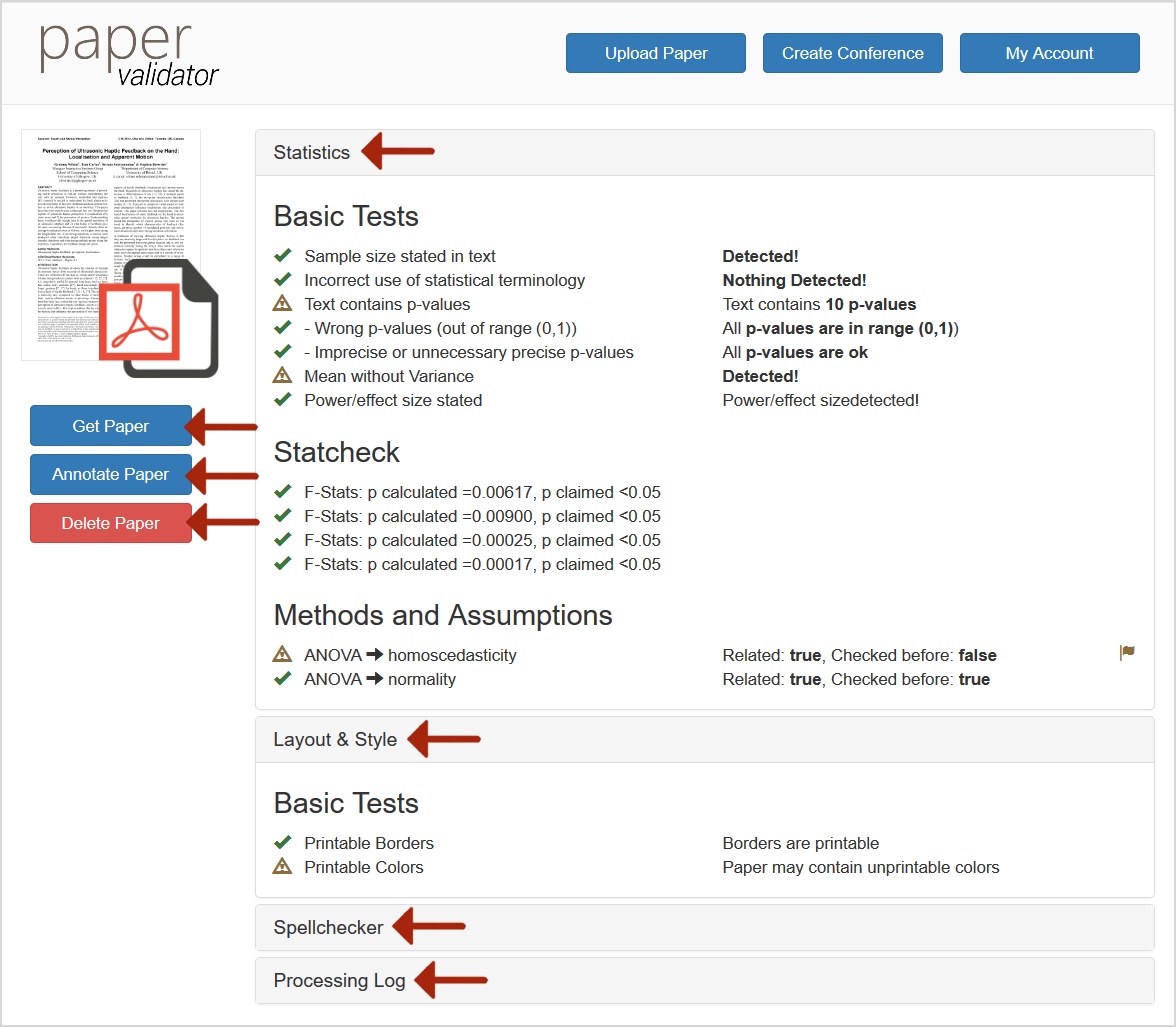 paper
validator
Upload Paper
Create Conference
My Account
Perception of Ultrasonic Haptic Feedback on the Hand:
Localisation and Apparent Motion
Get Paper
Annotate Paper
Delete Paper
Statistics
Basic Tests
Sample size stated in text Detected!
Incorrect use of statistical terminology Nothing Detected!
Text contains p-values Text contains 10 p-values
- Wrong p-values (out of range (0,1)) All p-values are in range (0,1))
- Imprecise or unnecessary precise p-values All p-values are ok
Mean without Variance Detected!
Power/effect size stated Power/effect sizedetected!
Statcheck
F-Stats: p calculated =0.00617, p claimed <0.05
F-Stats: p calculated =0.00900, p claimed <0.05
F-Stats: p calculated =0.00025, p claimed <0.05
F-Stats: p calculated =0.00017, p claimed <0.05
Methods and Assumptions
ANOVA → homoscedasticity Related: true, Checked before: false
ANOVA → normality Related: true, Checked before: true
Layout & Style
Basic Tests
Printable Borders Borders are printable
Printable Colors Paper may contain unprintable colors
Spellchecker
Processing Log